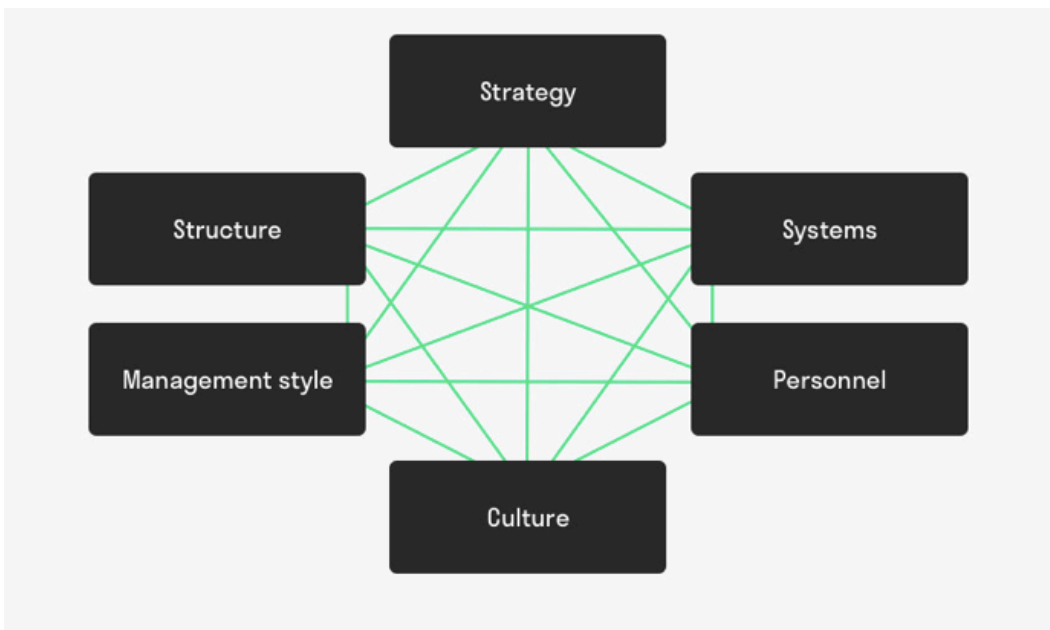 Strategy
Structure
Systems
Management style
Personnel
Culture